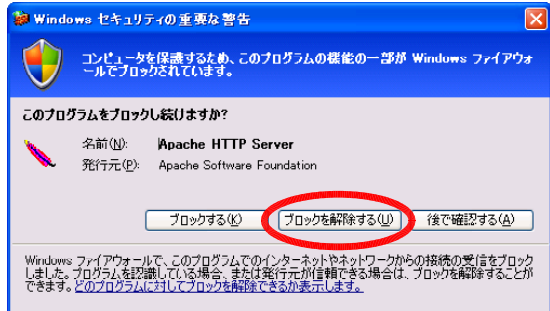 Windows セキュリティの重要な警告
コンピュータを保護するため、このプログラムの機能の一部が Windows ファイアウォ
ールでブロックされています。
このプログラムをブロックし続けますか?
名前(N): Apache HTTP Server
発行元(P): Apache Software Foundation
ブロックする(K) ブロックを解除する(U) 後で確認する(A)
Windows ファイアウォールで、このプログラムでのインターネットやネットワークからの接続の受信をブロック
しました。プログラムを認識している場合、または発行元が信頼できる場合は、ブロックを解除することが
できます。どのプログラムに対してブロックを解除できるか表示します。